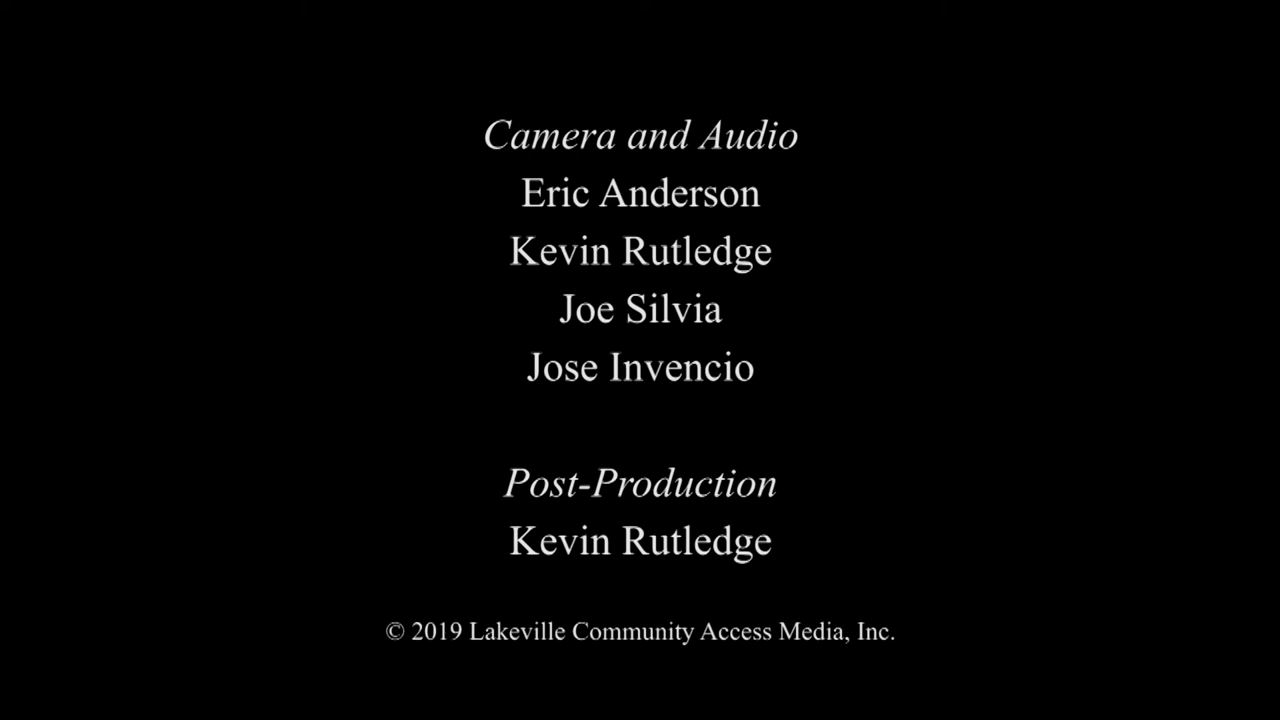 Camera and Audio
Eric Anderson
Kevin Rutledge
Joe Silvia
Jose Invencio
Post-Production
Kevin Rutledge
© 2019 Lakeville Community Access Media, Inc.